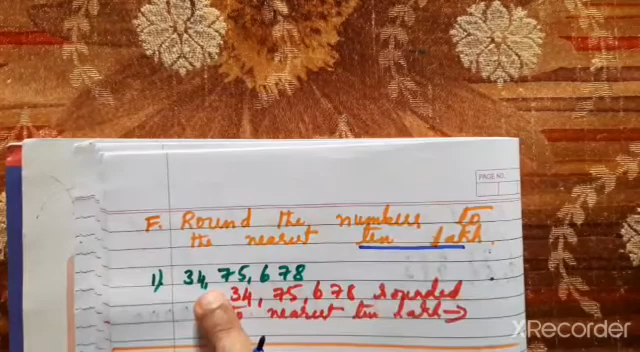 PAGE NO.
F. Round the numbers to
the nearest ten lakh.
1) 34,75,678
34,75,678 rounded
to nearest ten lakh →
XRecorder